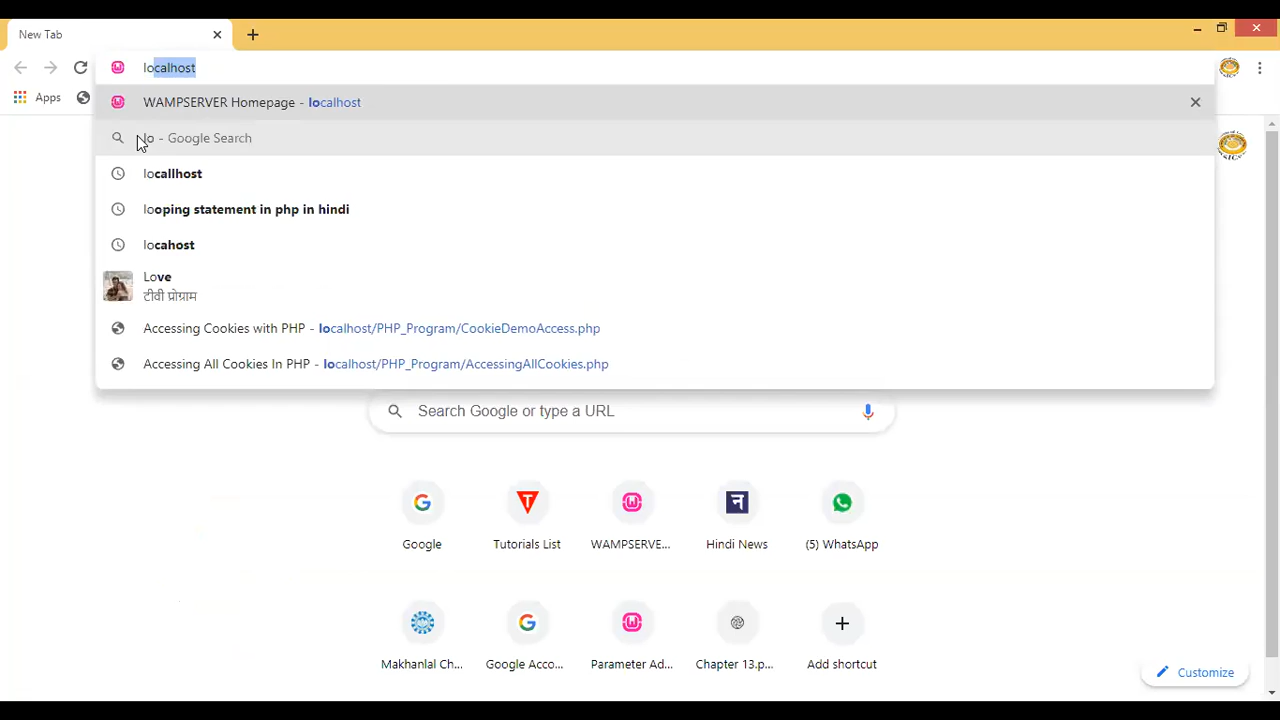 New Tab
localhost
Apps
WAMPSERVER Homepage - localhost
lo - Google Search
locallhost
looping statement in php in hindi
locahost
Love
टीवी प्रोग्राम
Accessing Cookies with PHP - localhost/PHP_Program/CookieDemoAccess.php
Accessing All Cookies In PHP - localhost/PHP_Program/AccessingAllCookies.php
Search Google or type a URL
Google
Tutorials List
WAMPSERVE...
Hindi News
(5) WhatsApp
Makhanlal Ch...
Google Acco...
Parameter Ad...
Chapter 13.p...
Add shortcut
Customize